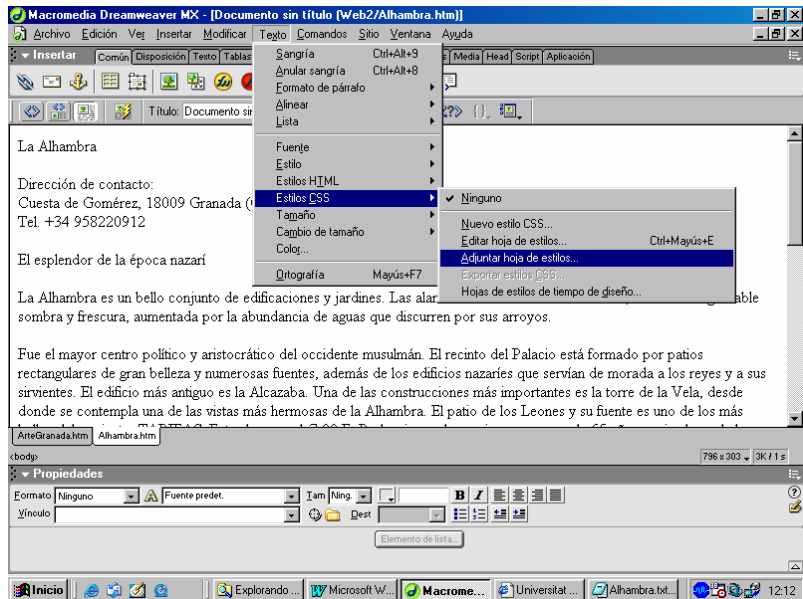 Macromedia Dreamweaver MX - [Documento sin título (Web2/Alhambra.htm)]
Archivo Edición Ver Insertar Modificar Texto Comandos Sitio Ventana Ayuda
Insertar Común Disposición Texto Tablas Media Head Script Aplicación
Título: Documento sin
Sangría Ctrl+Alt+9
Anular sangría Ctrl+Alt+8
Formato de párrafo
Alinear
Lista
Fuente
Estilo
Estilos HTML
Estilos CSS
Tamaño
Cambio de tamaño
Color...
Ortografía Mayús+F7
Ninguno
Nuevo estilo CSS...
Editar hoja de estilos... Ctrl+Mayús+E
Adjuntar hoja de estilos...
Exportar estilos CSS...
Hojas de estilos de tiempo de diseño...
La Alhambra
Dirección de contacto:
Cuesta de Gomérez, 18009 Granada (
Tel. +34 958220912
El esplendor de la época nazarí
La Alhambra es un bello conjunto de edificaciones y jardines. Las
sombra y frescura, aumentada por la abundancia de aguas que discurren por sus arroyos.
Fue el mayor centro político y aristocrático del occidente musulmán. El recinto del Palacio está formado por patios
rectangulares de gran belleza y numerosas fuentes, además de los edificios nazaríes que servían de morada a los reyes y a sus
sirvientes. El edificio más antiguo es la Alcazaba. Una de las construcciones más importantes es la torre de la Vela, desde
donde se contempla una de las vistas más hermosas de la Alhambra. El patio de los Leones y su fuente es uno de los más
ArteGranada.htm Alhambra.htm
<body> 796 x 303 3K / 1 s
Propiedades
Formato Ninguno Fuente predet. Tam Ning. B I
Vínculo Dest
Elemento de lista...
Inicio Explorando ... Microsoft W... Macrome... Universitat ... Alhambra.txt... 12:12